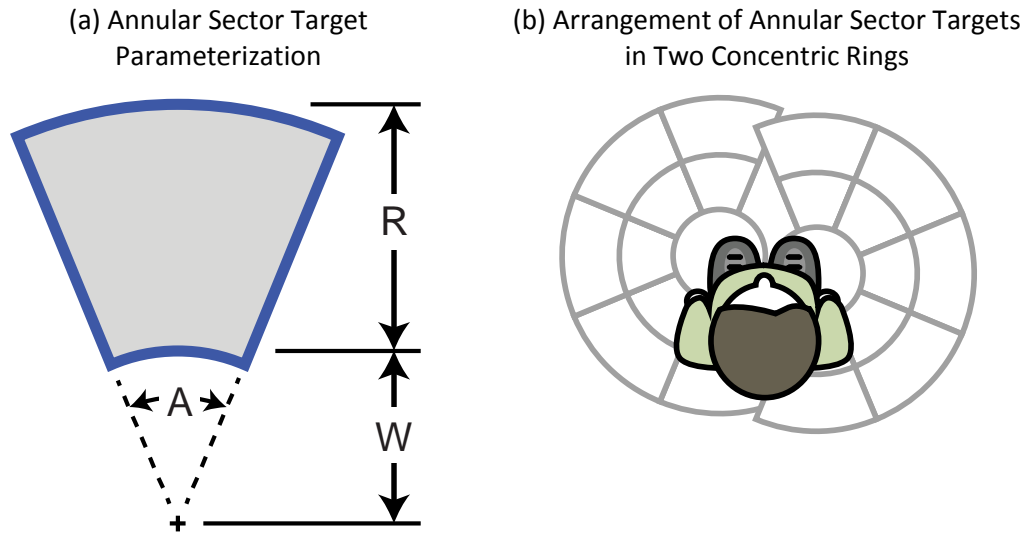 (a) Annular Sector Target
Parameterization
(b) Arrangement of Annular Sector Targets
in Two Concentric Rings
R
A
W